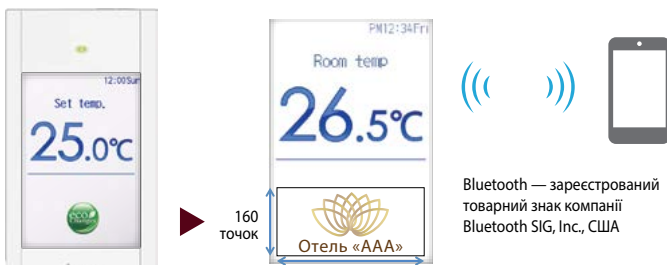 12:00Sun
Set temp.
25.0°C
eco
Changes
PM12:34Fri
Room temp
26.5°C
160
точок
Отель «ААА»
Bluetooth — зареєстрований
товарний знак компанії
Bluetooth SIG, Inc., США